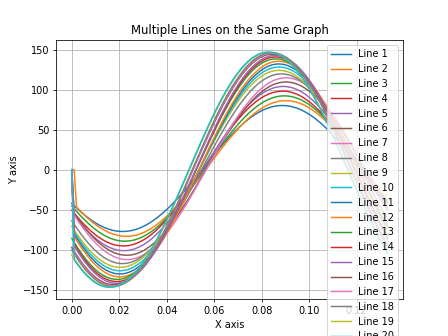 Multiple Lines on the Same Graph
Y axis
150
100
50
0
−50
−100
−150
0.00
0.02
0.04
0.06
0.08
0.10
X axis
Line 1
Line 2
Line 3
Line 4
Line 5
Line 6
Line 7
Line 8
Line 9
Line 10
Line 11
Line 12
Line 13
Line 14
Line 15
Line 16
Line 17
Line 18
Line 19
Line 20